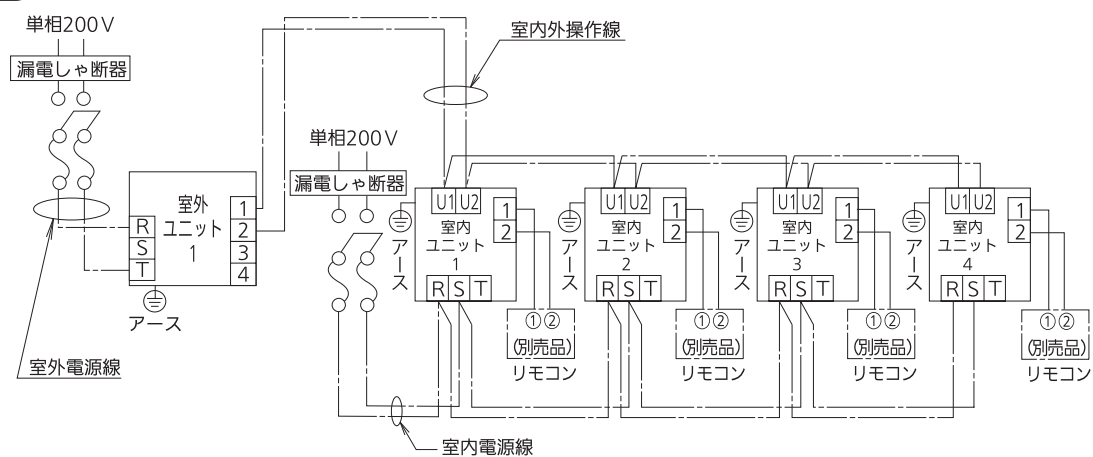 単相200V
漏電しゃ断器
室外
ユニット
1
R
S
T
1
2
3
4
アース
室外電源線
室内外操作線
単相200V
漏電しゃ断器
室内電源線
アース
U1 U2
室内
ユニット
1
1
2
R S T
①②
(別売品)
リモコン
アース
U1 U2
室内
ユニット
2
1
2
R S T
①②
(別売品)
リモコン
アース
U1 U2
室内
ユニット
3
1
2
R S T
①②
(別売品)
リモコン
アース
U1 U2
室内
ユニット
4
1
2
R S T
①②
(別売品)
リモコン